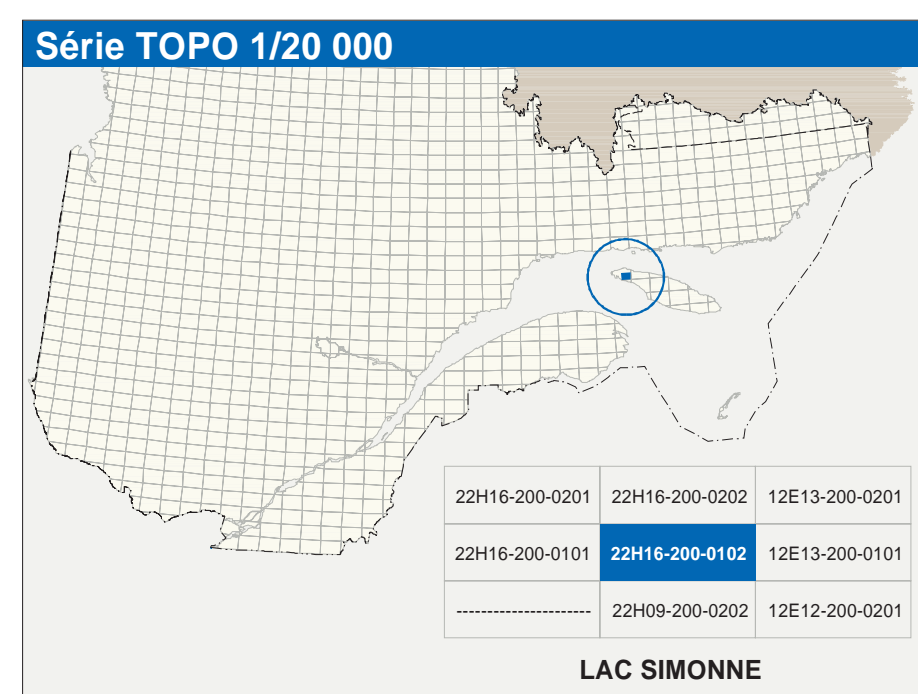 Série TOPO 1/20 000
22H16-200-0201 22H16-200-0202 12E13-200-0201
22H16-200-0101 22H16-200-0102 12E13-200-0101
---------------------- 22H09-200-0202 12E12-200-0201
LAC SIMONNE